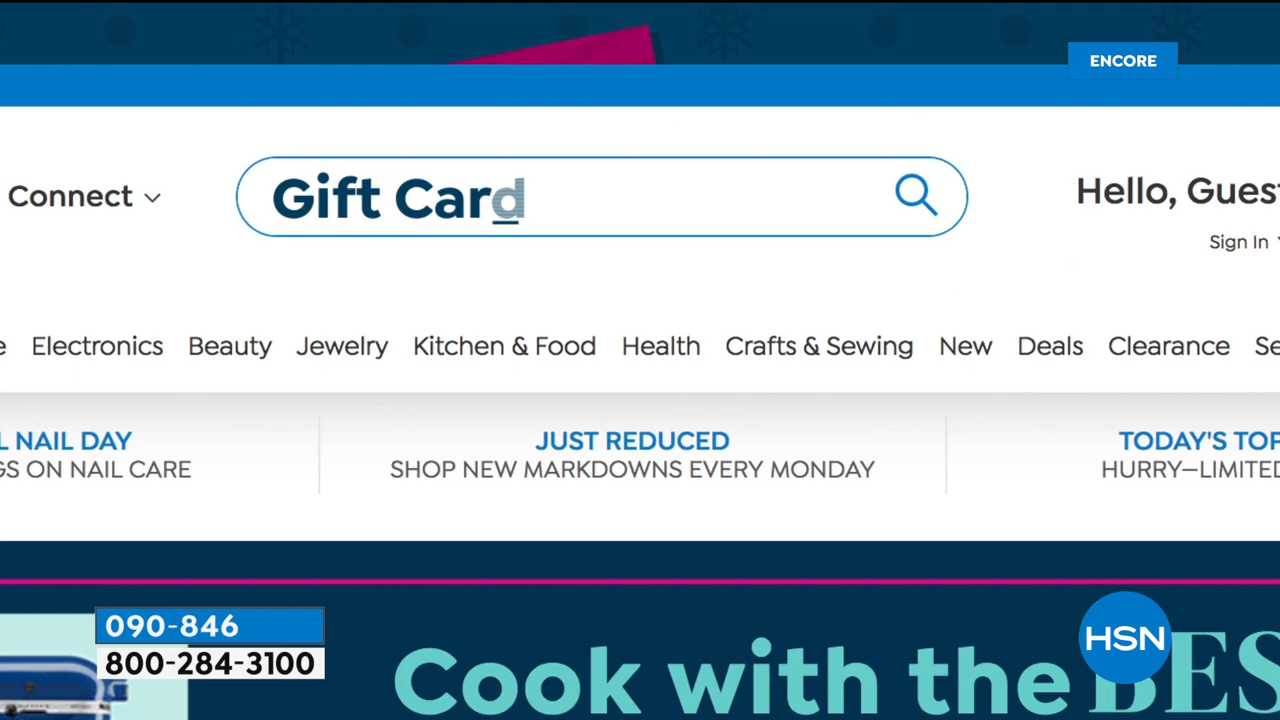 ENCORE
Connect
Gift Card
Hello, Gues
Sign In
e Electronics Beauty Jewelry Kitchen & Food Health Crafts & Sewing New Deals Clearance Se
L NAIL DAY
GS ON NAIL CARE
JUST REDUCED
SHOP NEW MARKDOWNS EVERY MONDAY
TODAY'S TOP
HURRY—LIMITED
090-846
800-284-3100
Cook with the BES
HSN